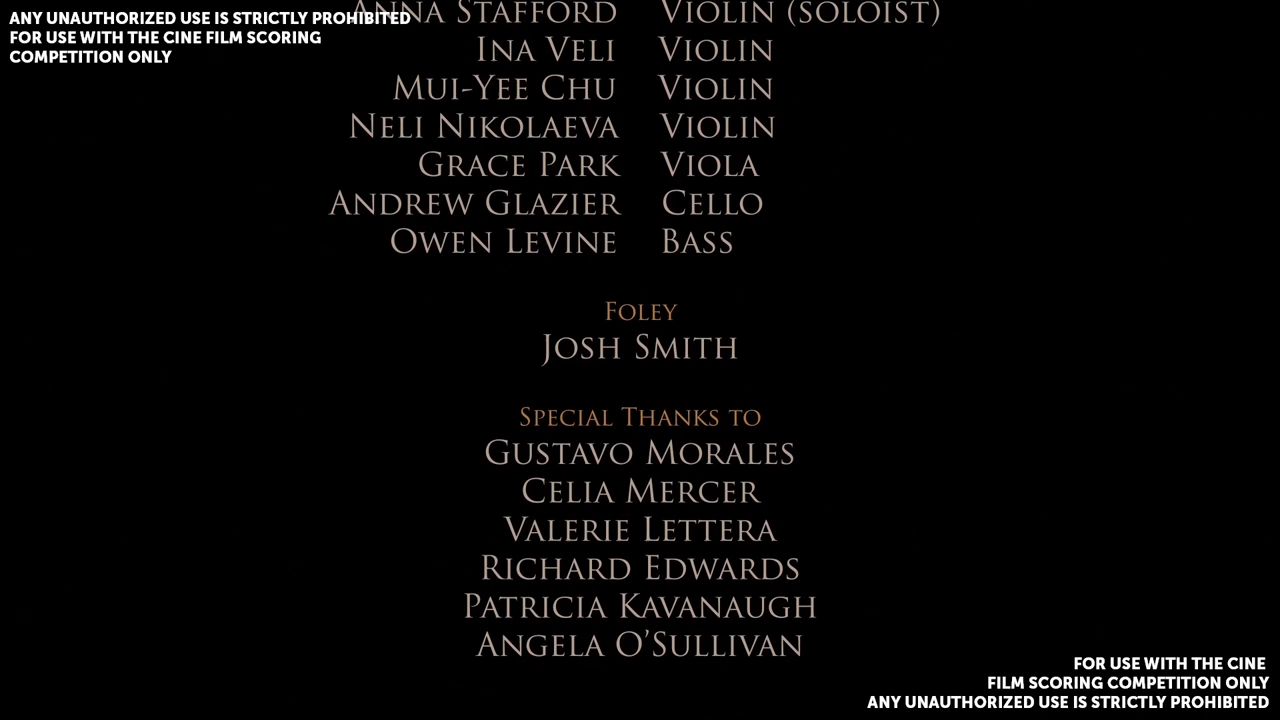 ANY UNAUTHORIZED USE IS STRICTLY PROHIBITED
FOR USE WITH THE CINE FILM SCORING
COMPETITION ONLY
ANNA STAFFORD VIOLIN (SOLOIST)
INA VELI VIOLIN
MUI-YEE CHU VIOLIN
NELI NIKOLAEVA VIOLIN
GRACE PARK VIOLA
ANDREW GLAZIER CELLO
OWEN LEVINE BASS
FOLEY
JOSH SMITH
SPECIAL THANKS TO
GUSTAVO MORALES
CELIA MERCER
VALERIE LETTERA
RICHARD EDWARDS
PATRICIA KAVANAUGH
ANGELA O'SULLIVAN
FOR USE WITH THE CINE
FILM SCORING COMPETITION ONLY
ANY UNAUTHORIZED USE IS STRICTLY PROHIBITED